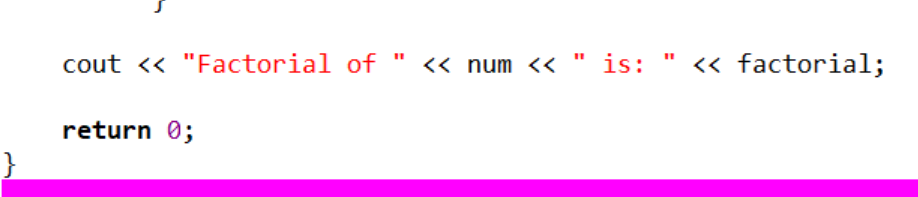 }
cout << "Factorial of " << num << " is: " << factorial;
return 0;
}